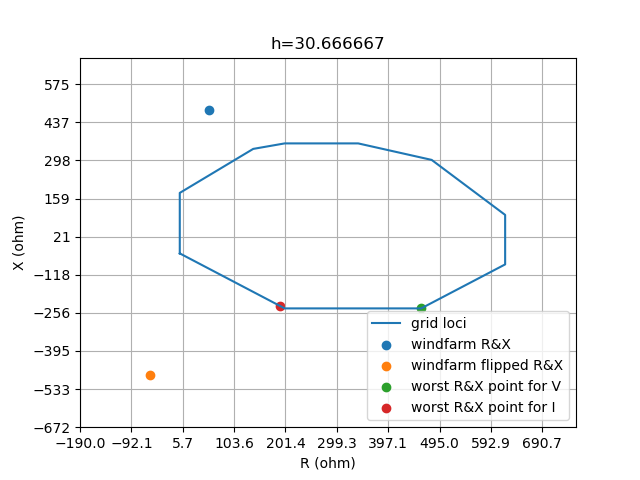 h=30.666667
575
437
298
159
21
−118
−256
−395
−533
−672
X (ohm)
grid loci
windfarm R&X
windfarm flipped R&X
worst R&X point for V
worst R&X point for I
−190.0 −92.1 5.7 103.6 201.4 299.3 397.1 495.0 592.9 690.7
R (ohm)